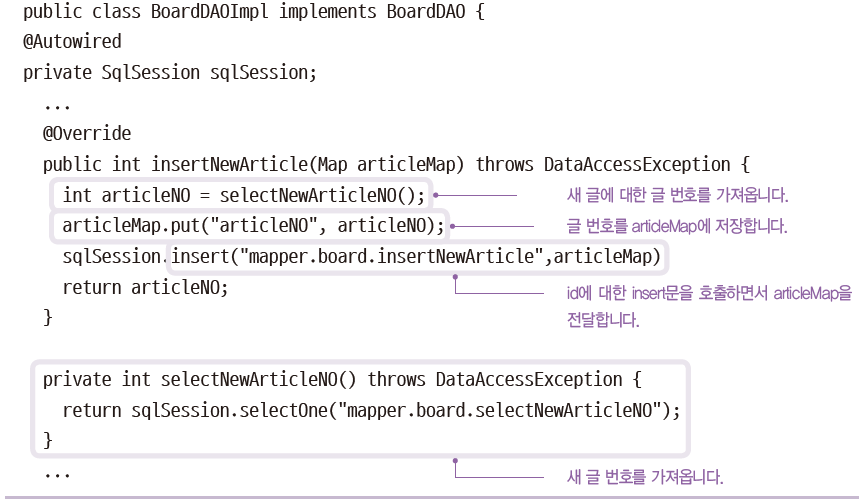 public class BoardDAOImpl implements BoardDAO {
@Autowired
private SqlSession sqlSession;
...
@Override
public int insertNewArticle(Map articleMap) throws DataAccessException {
int articleNO = selectNewArticleNO();
새 글에 대한 글 번호를 가져옵니다.
articleMap.put("articleNO", articleNO);
글 번호를 articleMap에 저장합니다.
sqlSession.insert("mapper.board.insertNewArticle",articleMap)
return articleNO;
id에 대한 insert문을 호출하면서 articleMap을
전달합니다.
}
private int selectNewArticleNO() throws DataAccessException {
return sqlSession.selectOne("mapper.board.selectNewArticleNO");
}
...
새 글 번호를 가져옵니다.